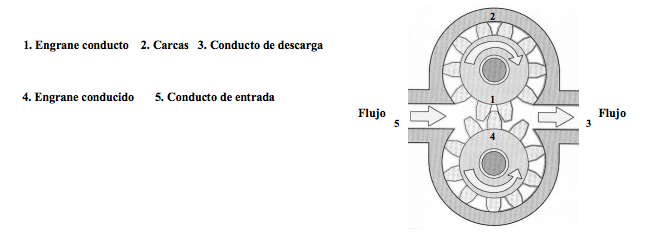 1. Engrane conducto 2. Carcas 3. Conducto de descarga
4. Engrane conducido 5. Conducto de entrada
2
1
Flujo
5
3
Flujo
4